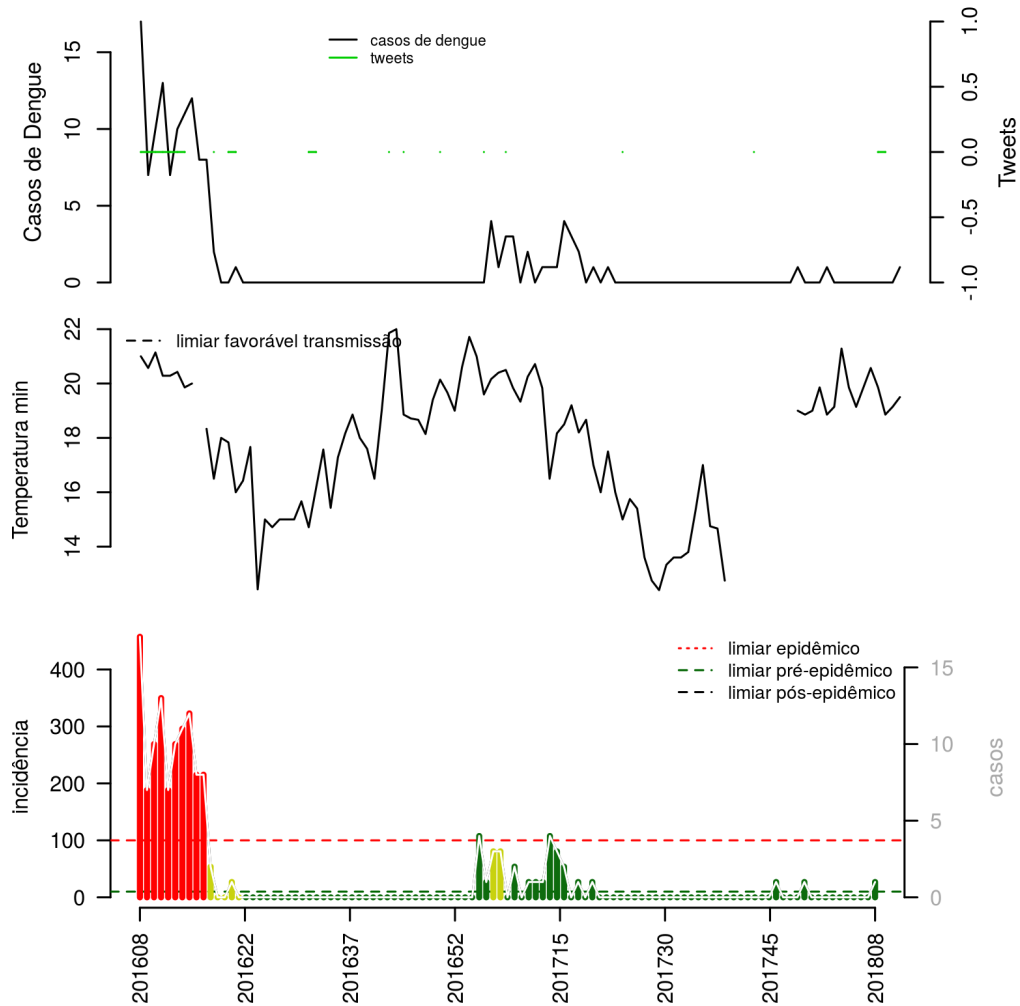 casos de dengue
tweets
Casos de Dengue
0
5
10
15
Tweets
-1.0
-0.5
0.0
0.5
1.0
limiar favorável transmissão
Temperatura min
14
16
18
20
22
limiar epidêmico
limiar pré-epidêmico
limiar pós-epidêmico
incidência
400
300
200
100
0
casos
15
10
5
0
201608
201622
201637
201652
201715
201730
201745
201808